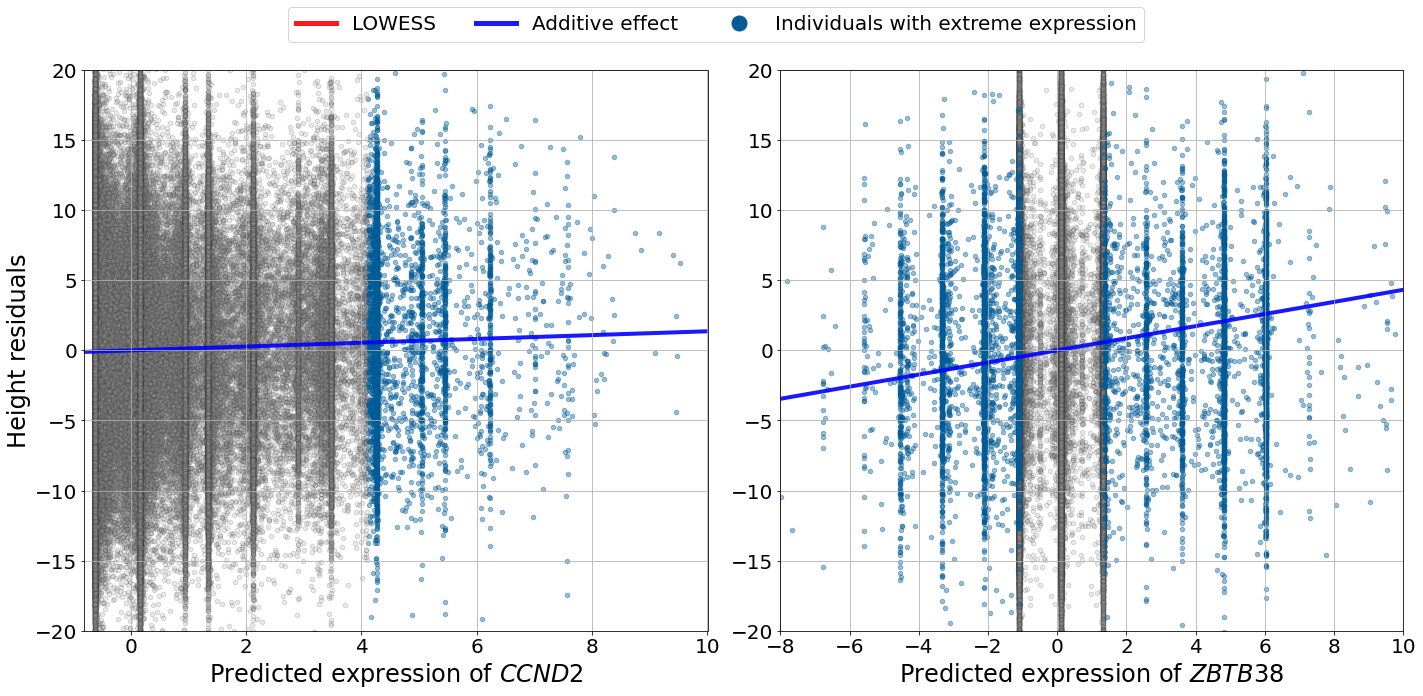 LOWESS Additive effect Individuals with extreme expression
20 20
15 15
10 10
5 5
0 0
−5 −5
−10 −10
−15 −15
−20 −20
Height residuals
0 2 4 6 8 10 −8 −6 −4 −2 0 2 4 6 8 10
Predicted expression of CCND2 Predicted expression of ZBTB38